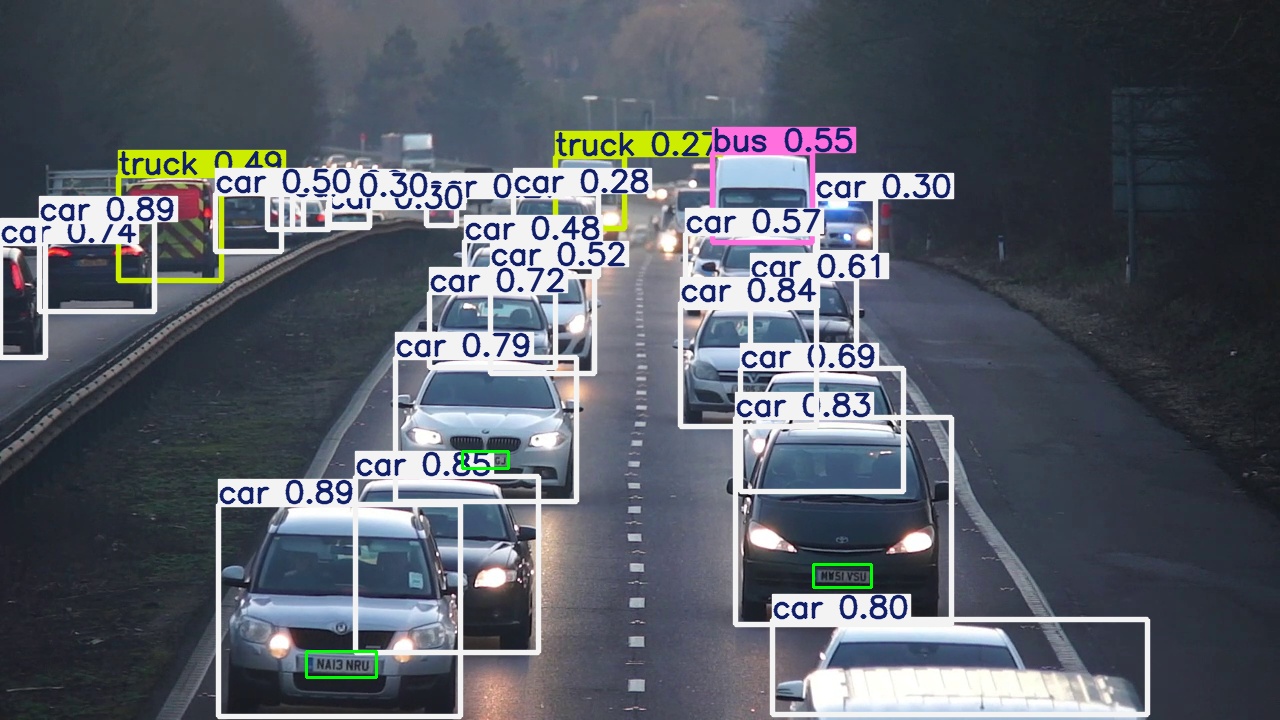 truck 0.27
bus 0.55
truck 0.49
car 0.50
0.30
car 0.28
car 0.30
0.30
car 0.89
car 0.74
car 0.57
car 0.48
car 0.52
car 0.61
car 0.72
car 0.84
car 0.79
car 0.69
car 0.83
car 0.85
car 0.89
MW51 VSU
car 0.80
NA13 NRU